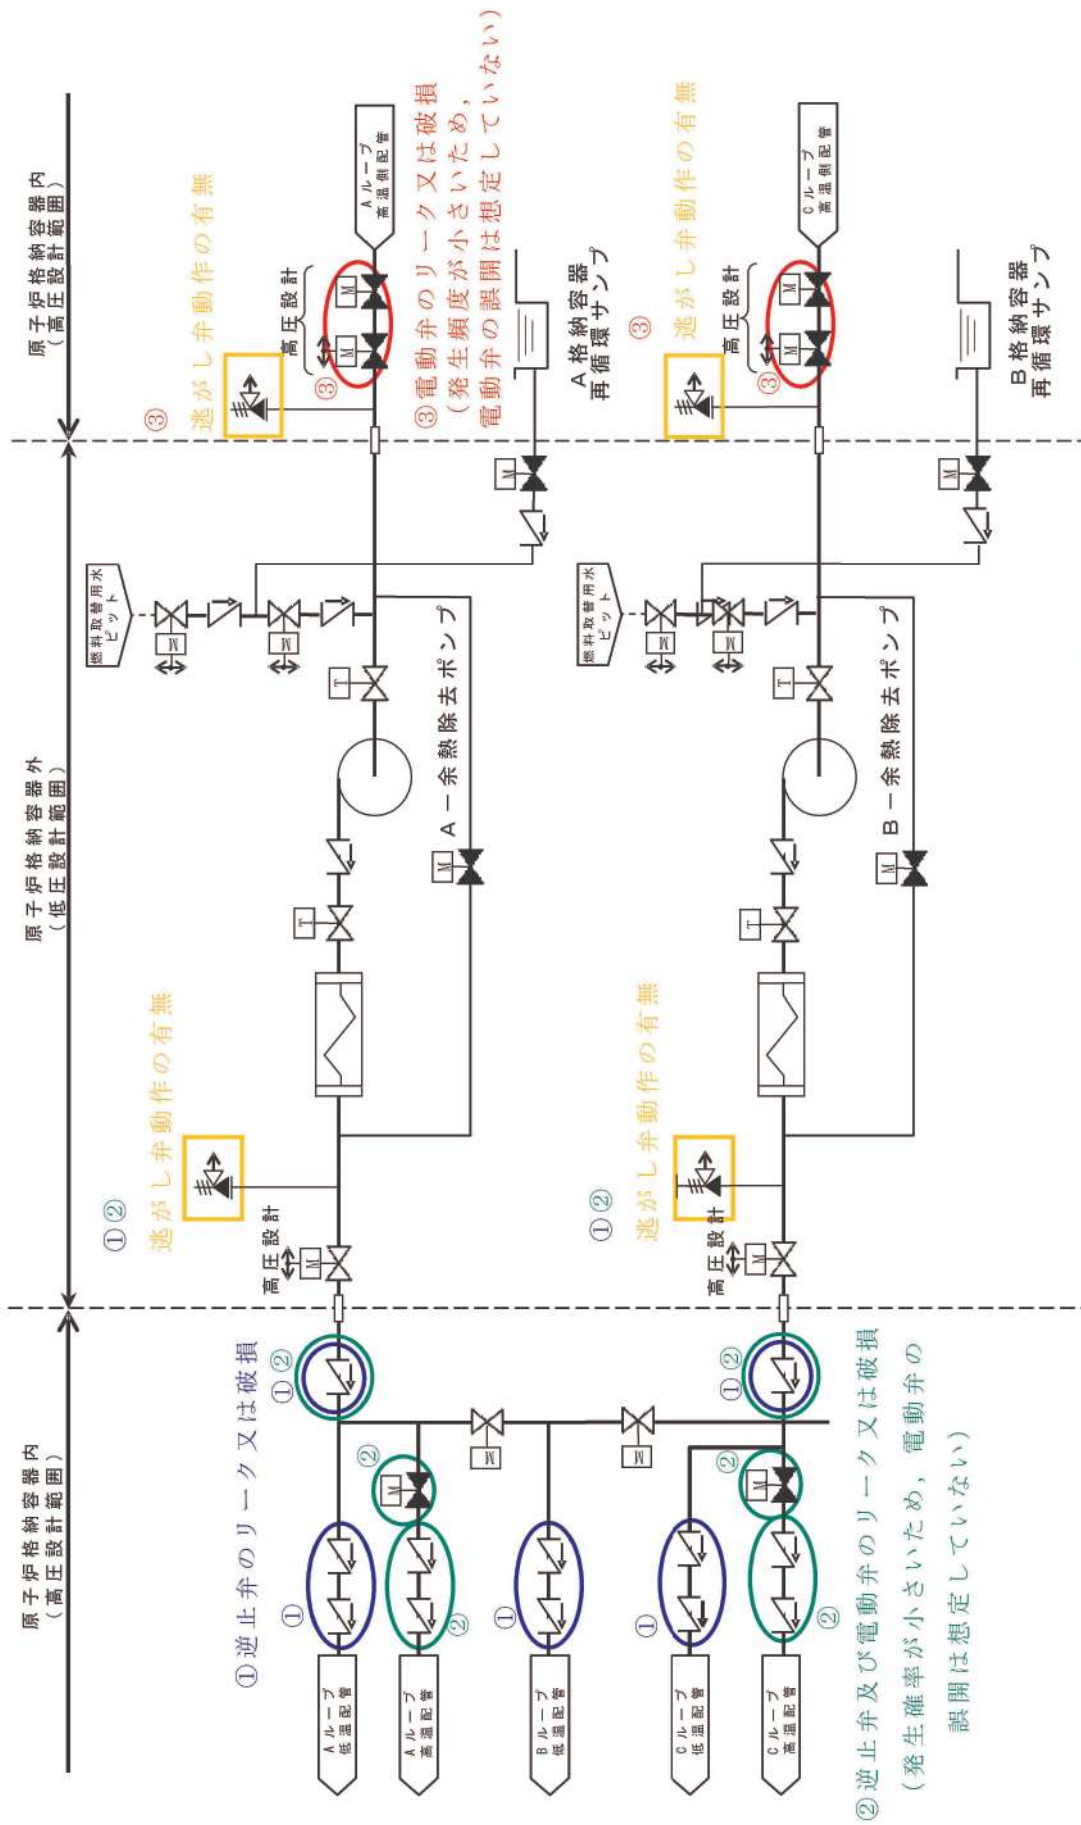 原子炉格納容器内
(高圧設計範囲)
原子炉格納容器外
(低圧設計範囲)
原子炉格納容器内
(高圧設計範囲)
①逆止弁のリーク又は破損
①②
逃がし弁動作の有無
高圧設計
M
燃料取替用水
ピット
M
M
T
T
A－余熱除去ポンプ
M
③
逃がし弁動作の有無
高圧設計
③
M
M
Aループ
高温側配管
③電動弁のリーク又は破損
(発生頻度が小さいため,
電動弁の誤開は想定していない)
M
A格納容器
再循環サンプ
①
①②
Aループ
低温配管
②
M
②
Aループ
高温配管
M
①
Bループ
低温配管
M
①
Cループ
低温配管
①②
②
M
②
Cループ
高温配管
①②
逃がし弁動作の有無
高圧設計
M
燃料取替用水
ピット
M
M
T
T
B－余熱除去ポンプ
M
③
逃がし弁動作の有無
高圧設計
③
M
M
Cループ
高温側配管
M
B格納容器
再循環サンプ
②逆止弁及び電動弁のリーク又は破損
(発生確率が小さいため, 電動弁の
誤開は想定していない)